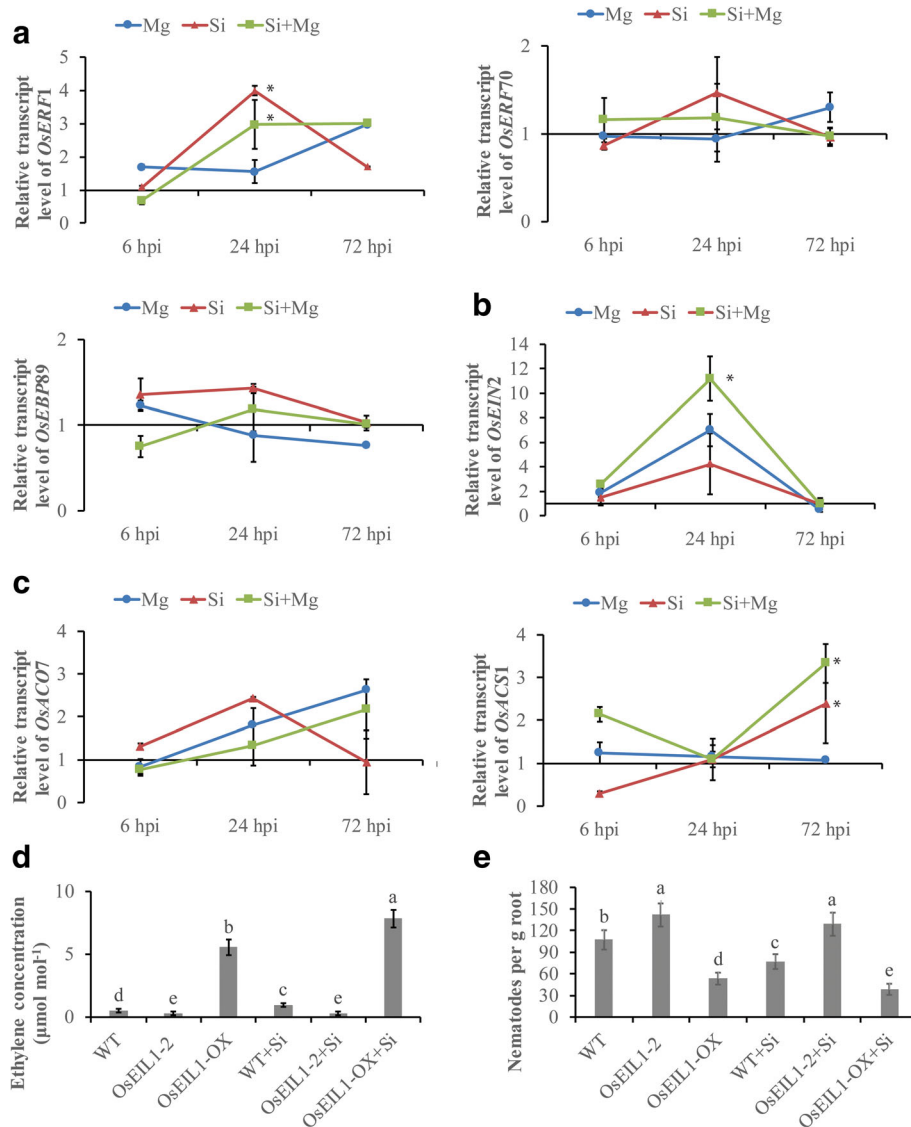 a
Mg Si Si+Mg
Relative transcript
level of OsERF1
5
4
3
2
1
0
*
*
6 hpi 24 hpi 72 hpi
Mg Si Si+Mg
Relative transcript
level of OsERF70
2
1
0
6 hpi 24 hpi 72 hpi
Mg Si Si+Mg
Relative transcript
level of OsEBP89
2
1
0
6 hpi 24 hpi 72 hpi
b
Mg Si Si+Mg
Relative transcript
level of OsEIN2
14
12
10
8
6
4
2
0
*
6 hpi 24 hpi 72 hpi
c
Mg Si Si+Mg
Relative transcript
level of OsACO7
4
3
2
1
0
6 hpi 24 hpi 72 hpi
Mg Si Si+Mg
Relative transcript
level of OsACS1
4
3
2
1
0
*
*
6 hpi 24 hpi 72 hpi
d
Ethylene concentration
(µmol mol⁻¹)
10
5
0
d e b c e a
WT OsEIL1-2 OsEIL1-OX WT+Si OsEIL1-2+Si OsEIL1-OX+Si
e
Nematodes per g root
180
150
120
90
60
30
0
b a d c a e
WT OsEIL1-2 OsEIL1-OX WT+Si OsEIL1-2+Si OsEIL1-OX+Si